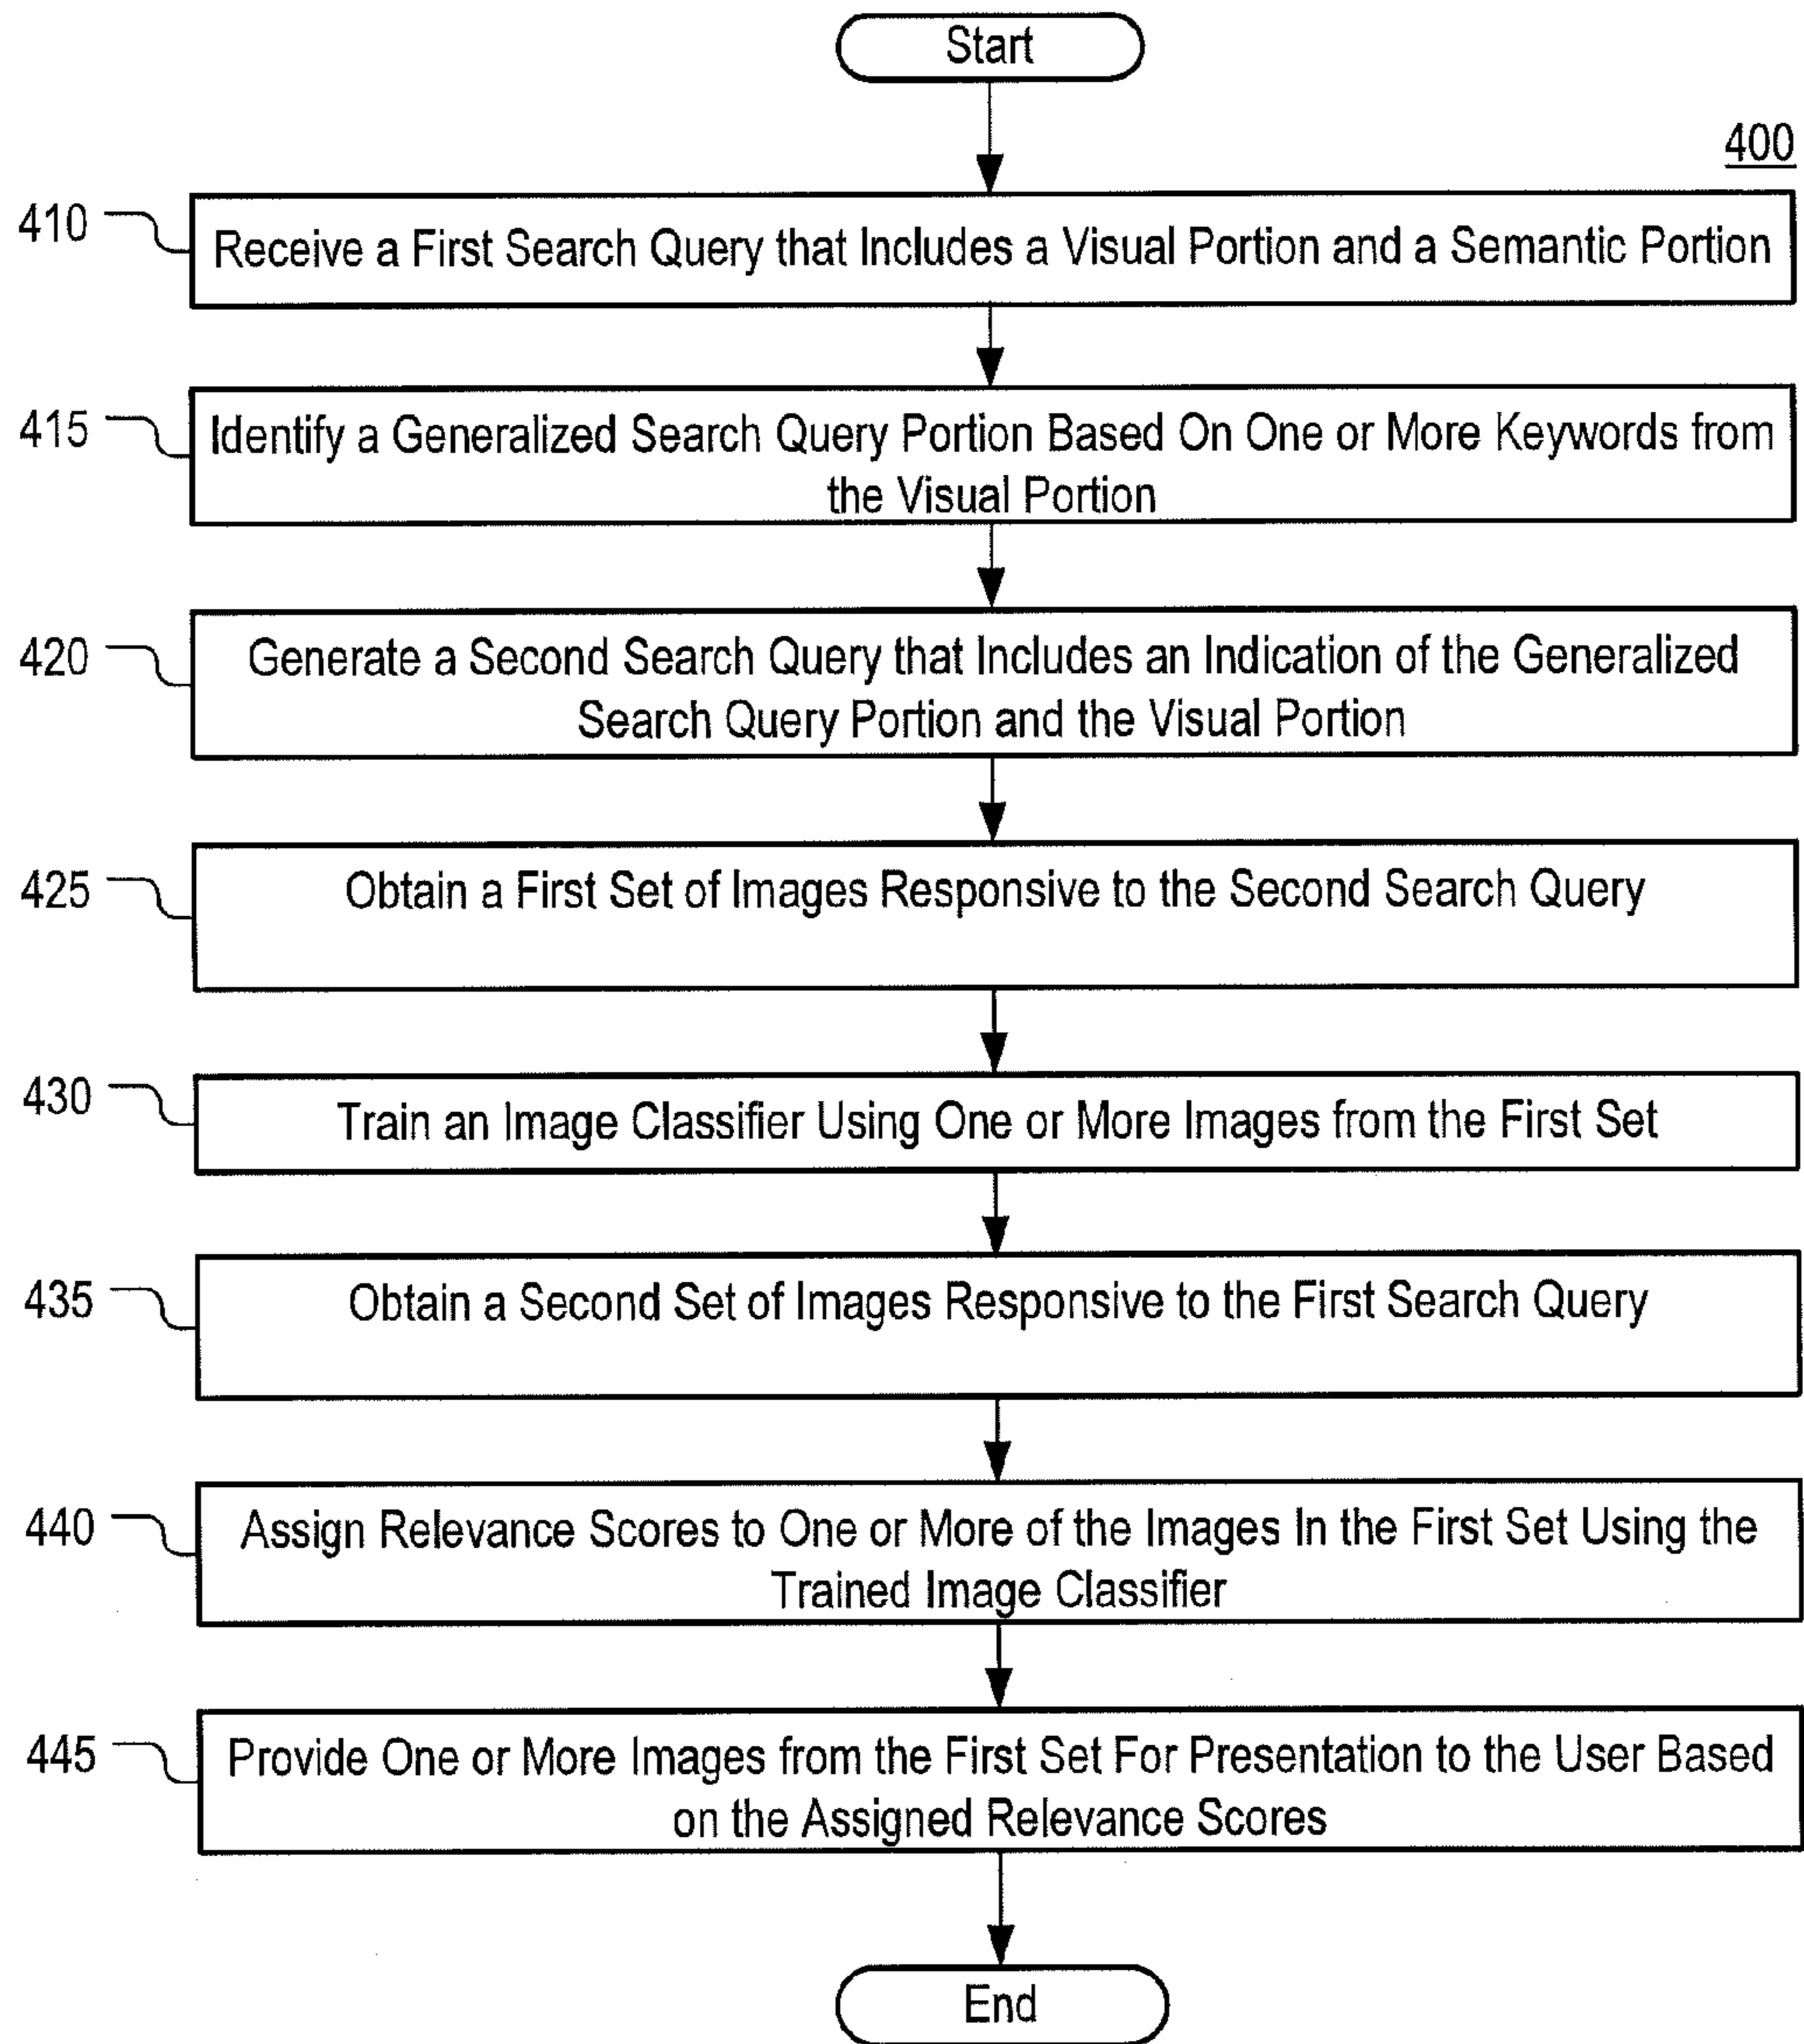 Start
400
410
Receive a First Search Query that Includes a Visual Portion and a Semantic Portion
415
Identify a Generalized Search Query Portion Based On One or More Keywords from
the Visual Portion
420
Generate a Second Search Query that Includes an Indication of the Generalized
Search Query Portion and the Visual Portion
425
Obtain a First Set of Images Responsive to the Second Search Query
430
Train an Image Classifier Using One or More Images from the First Set
435
Obtain a Second Set of Images Responsive to the First Search Query
440
Assign Relevance Scores to One or More of the Images In the First Set Using the
Trained Image Classifier
445
Provide One or More Images from the First Set For Presentation to the User Based
on the Assigned Relevance Scores
End